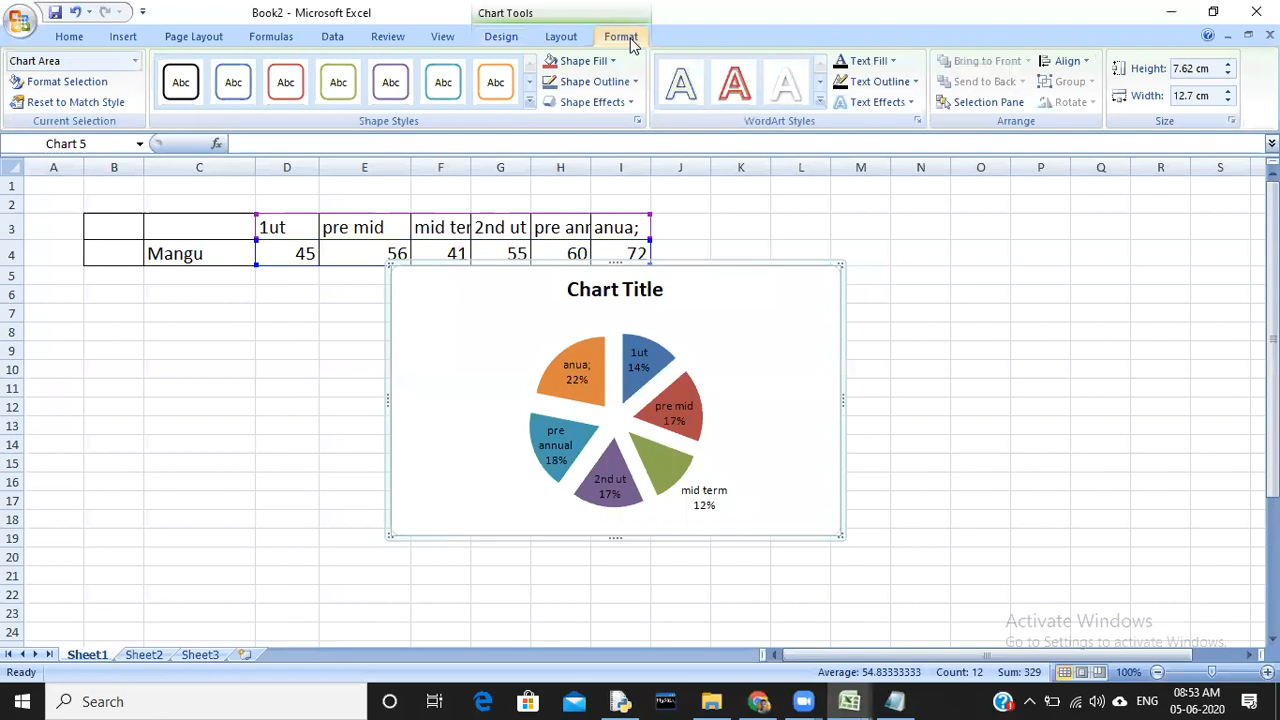 Book2 - Microsoft Excel
Chart Tools
Home Insert Page Layout Formulas Data Review View Design Layout Format
Chart Area
Format Selection
Reset to Match Style
Current Selection
Abc Abc Abc Abc Abc Abc Abc
Shape Fill
Shape Outline
Shape Effects
Shape Styles
A A A
Text Fill
Text Outline
Text Effects
WordArt Styles
Bring to Front
Send to Back
Selection Pane
Align
Group
Rotate
Arrange
Height: 7.62 cm
Width: 12.7 cm
Size
Chart 5
fx
A B C D E F G H I J K L M N O P Q R S
1
2
3 1ut pre mid mid ter 2nd ut pre anr anua;
4 Mangu 45 56 41 55 60 72
5
6
7
8
9
10
11
12
13
14
15
16
17
18
19
20
21
22
23
24
Chart Title
1ut
14%
pre mid
17%
mid term
12%
2nd ut
17%
pre
annual
18%
anua;
22%
Activate Windows
Go to Settings to activate Windows.
Sheet1 Sheet2 Sheet3
Ready
Average: 54.83333333 Count: 12 Sum: 329
100%
Search
ENG
08:53 AM
05-06-2020